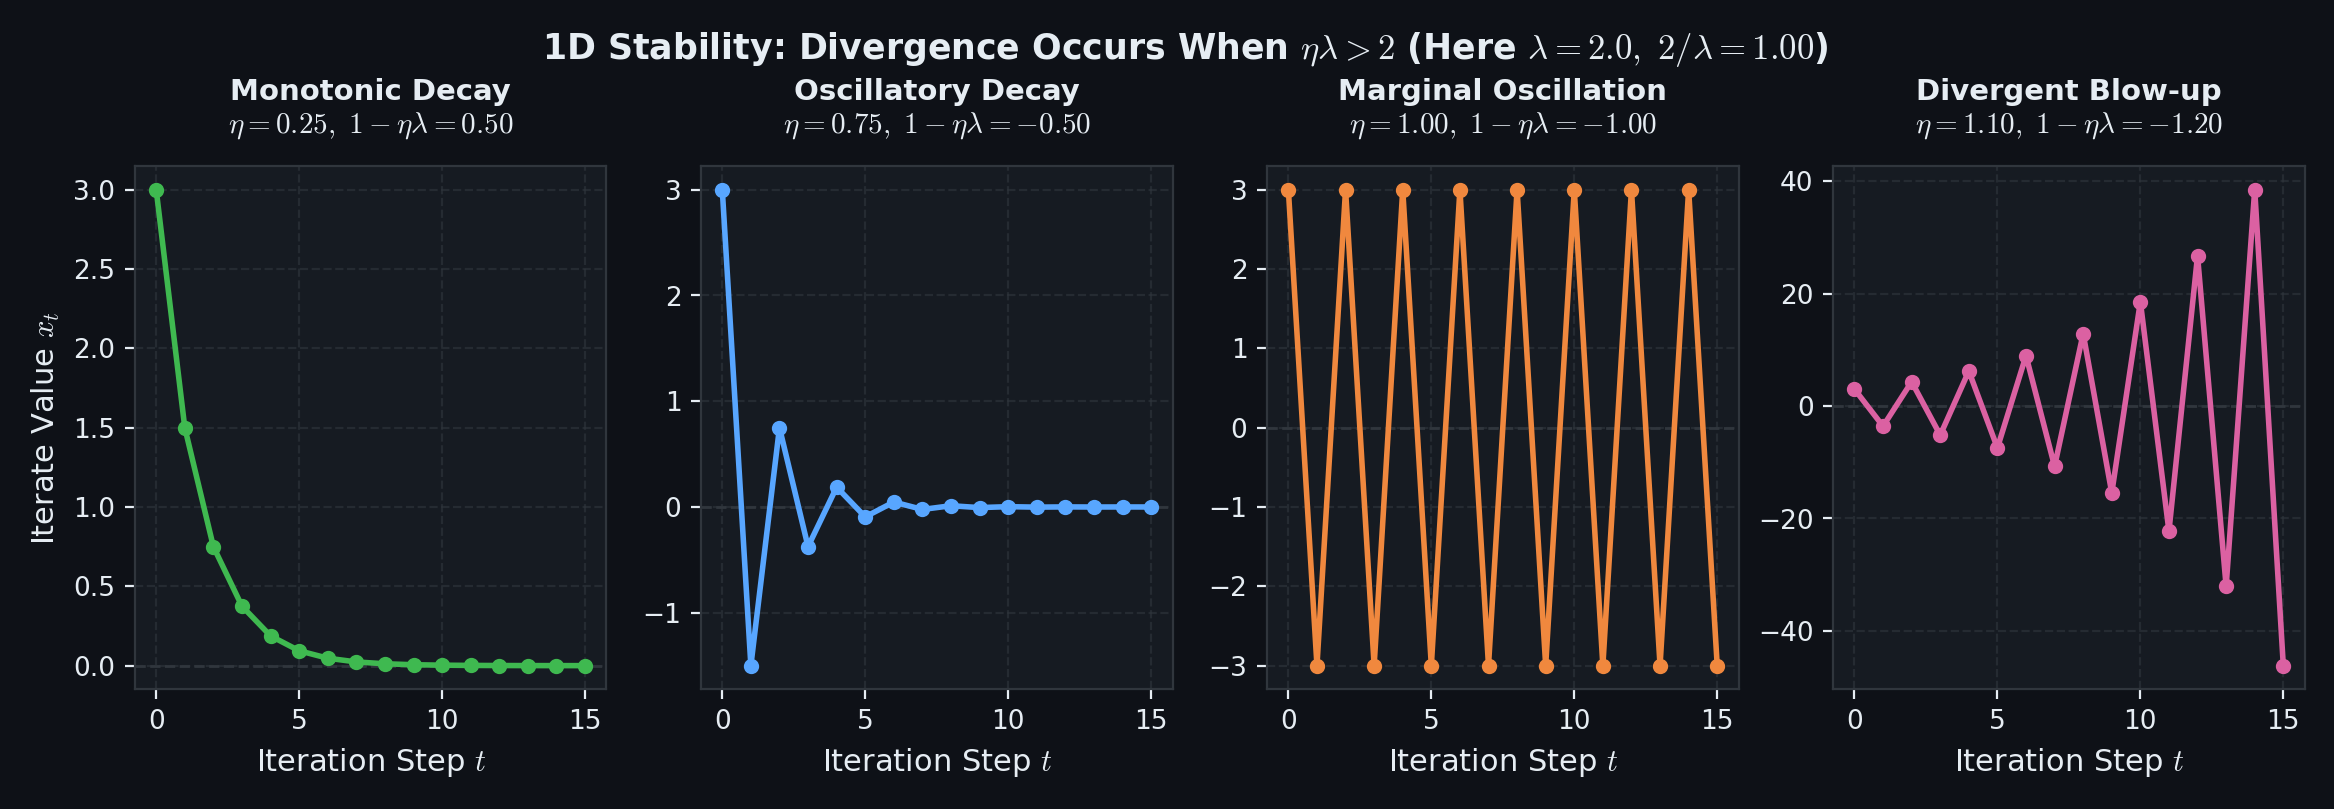 1D Stability: Divergence Occurs When ηλ > 2 (Here λ = 2.0, 2/λ = 1.00)
Monotonic Decay
η = 0.25, 1 − ηλ = 0.50
Oscillatory Decay
η = 0.75, 1 − ηλ = −0.50
Marginal Oscillation
η = 1.00, 1 − ηλ = −1.00
Divergent Blow-up
η = 1.10, 1 − ηλ = −1.20
Iterate Value x_t
3.0
2.5
2.0
1.5
1.0
0.5
0.0
0 5 10 15
Iteration Step t
3
2
1
0
−1
0 5 10 15
Iteration Step t
3
2
1
0
−1
−2
−3
0 5 10 15
Iteration Step t
40
20
0
−20
−40
0 5 10 15
Iteration Step t